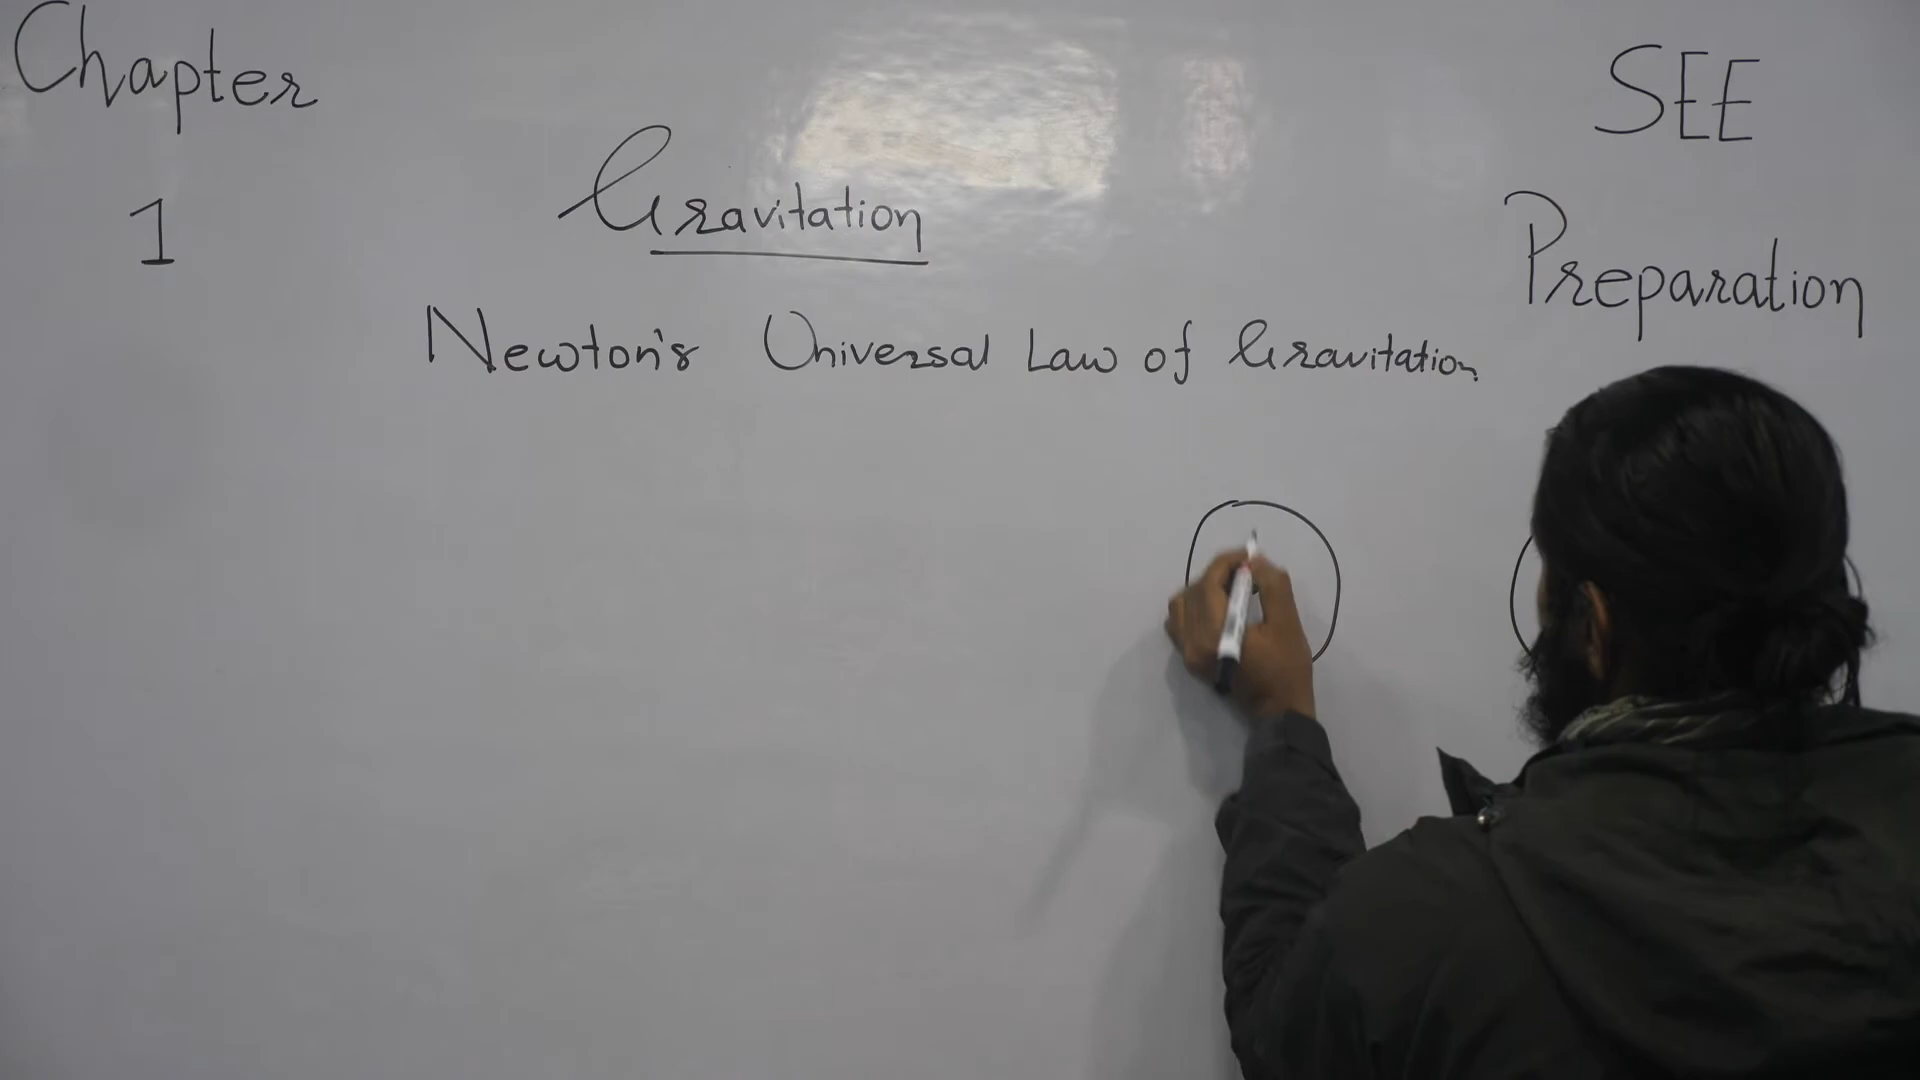 Chapter
1
Gravitation
Newton's Universal Law of Gravitation
SEE
Preparation